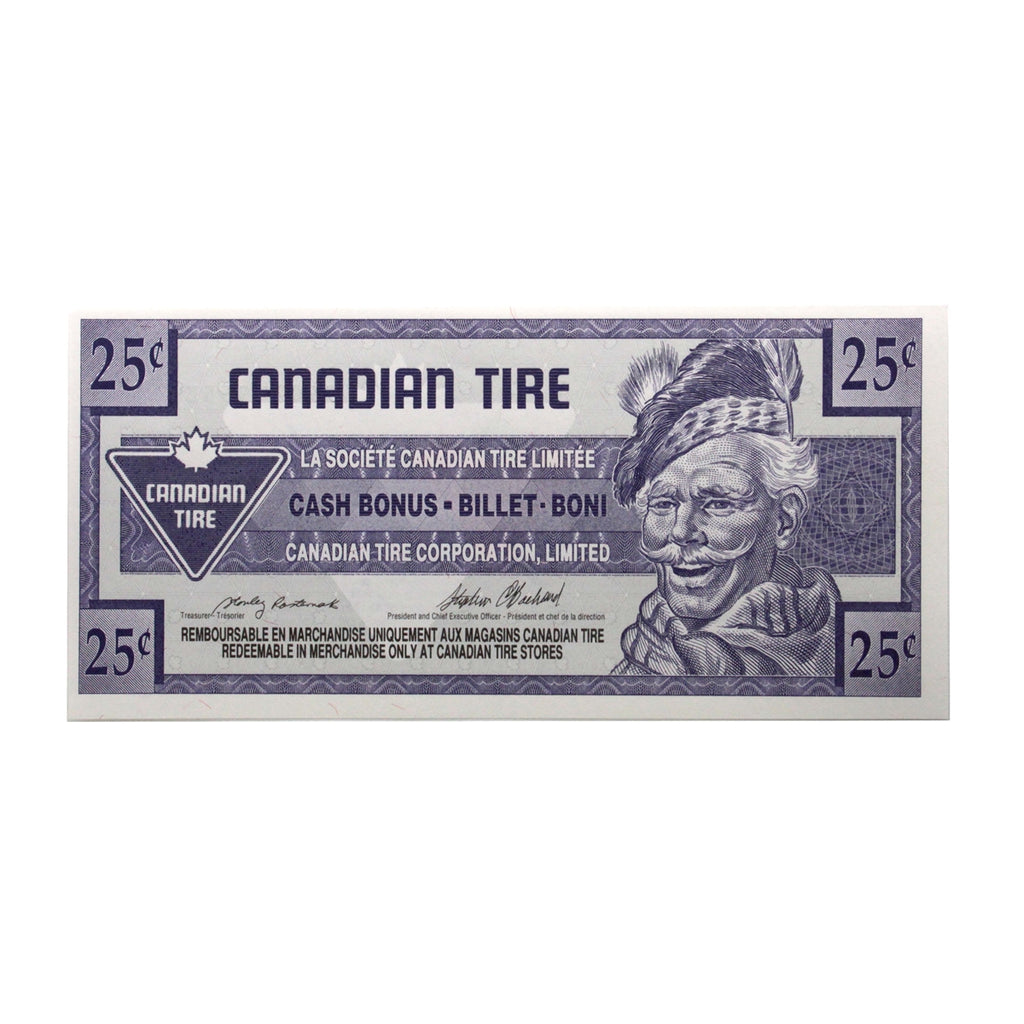 25¢
25¢
CANADIAN TIRE
LA SOCIÉTÉ CANADIAN TIRE LIMITÉE
CANADIAN
TIRE
CASH BONUS - BILLET - BONI
CANADIAN TIRE CORPORATION, LIMITED
Treasurer - Trésorier
President and Chief Executive Officer - Président et chef de la direction
REMBOURSABLE EN MARCHANDISE UNIQUEMENT AUX MAGASINS CANADIAN TIRE
REDEEMABLE IN MERCHANDISE ONLY AT CANADIAN TIRE STORES
25¢
25¢